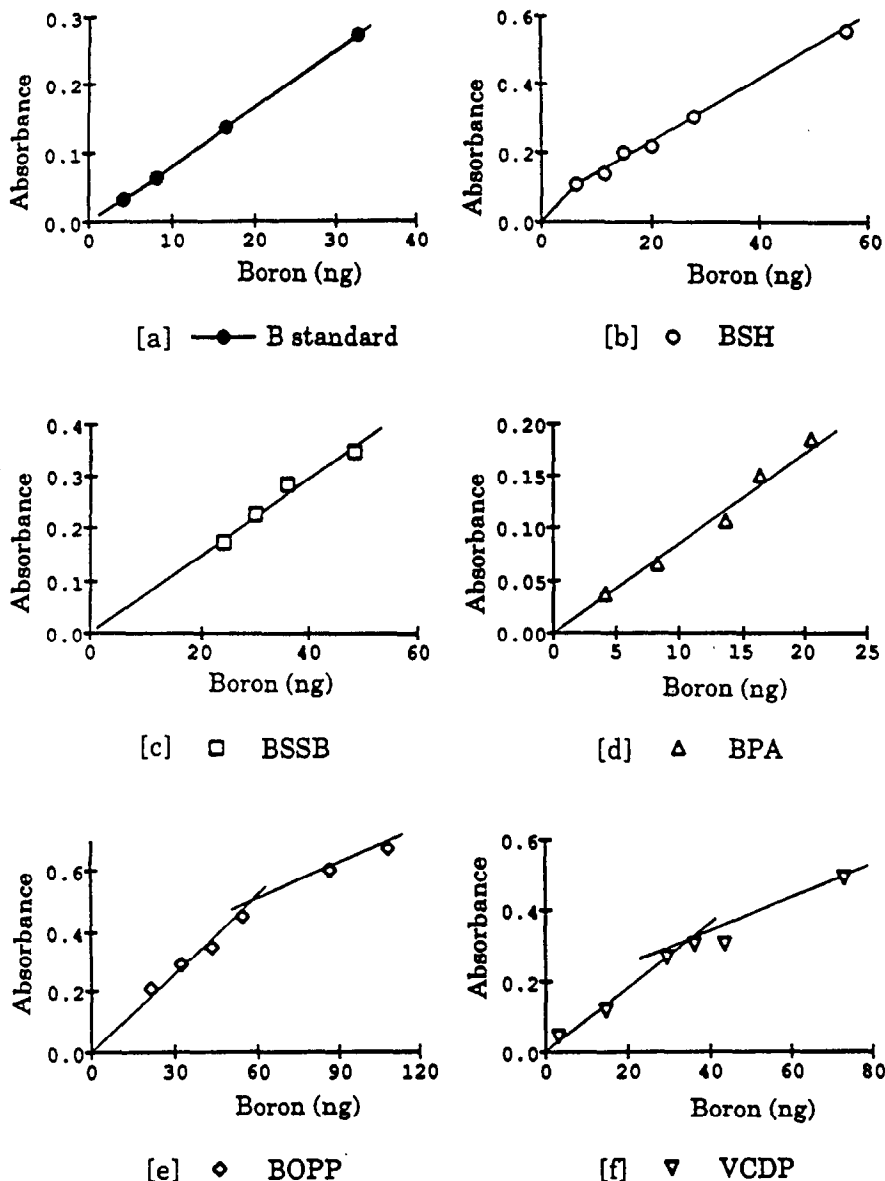 0.3
0.2
0.1
0.0
Absorbance
0 10 20 30 40
Boron (ng)
[a] B standard
0.6
0.4
0.2
0.0
Absorbance
0 20 40 60
Boron (ng)
[b] BSH
0.4
0.3
0.2
0.1
0.0
Absorbance
0 20 40 60
Boron (ng)
[c] BSSB
0.20
0.15
0.10
0.05
0.00
Absorbance
0 5 10 15 20 25
Boron (ng)
[d] BPA
0.6
0.4
0.2
0.0
Absorbance
0 30 60 90 120
Boron (ng)
[e] BOPP
0.6
0.4
0.2
0.0
Absorbance
0 20 40 60 80
Boron (ng)
[f] VCDP